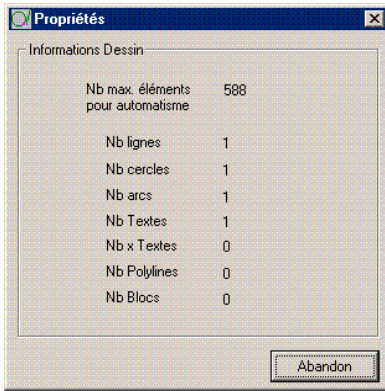 Propriétés
Informations Dessin
Nb max. éléments
pour automatisme 588
Nb lignes 1
Nb cercles 1
Nb arcs 1
Nb Textes 1
Nb x Textes 0
Nb Polylines 0
Nb Blocs 0
Abandon